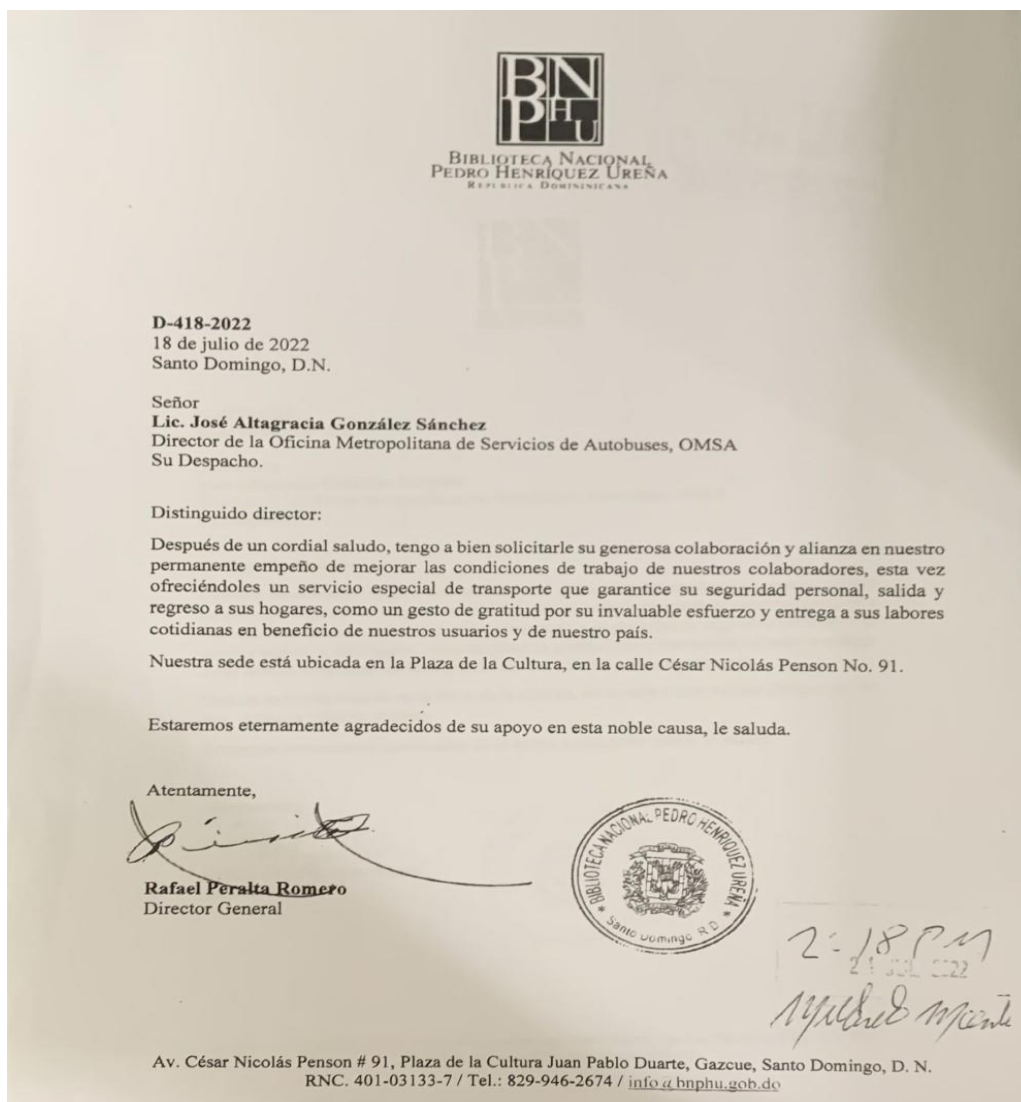 BN
PHU
BIBLIOTECA NACIONAL
PEDRO HENRÍQUEZ UREÑA
REPUBLICA DOMININICANA
D-418-2022
18 de julio de 2022
Santo Domingo, D.N.
Señor
Lic. José Altagracia González Sánchez
Director de la Oficina Metropolitana de Servicios de Autobuses, OMSA
Su Despacho.
Distinguido director:
Después de un cordial saludo, tengo a bien solicitarle su generosa colaboración y alianza en nuestro
permanente empeño de mejorar las condiciones de trabajo de nuestros colaboradores, esta vez
ofreciéndoles un servicio especial de transporte que garantice su seguridad personal, salida y
regreso a sus hogares, como un gesto de gratitud por su invaluable esfuerzo y entrega a sus labores
cotidianas en beneficio de nuestros usuarios y de nuestro país.
Nuestra sede está ubicada en la Plaza de la Cultura, en la calle César Nicolás Penson No. 91.
Estaremos eternamente agradecidos de su apoyo en esta noble causa, le saluda.
Atentamente,
Rafael Peralta Romero
Director General
BIBLIOTECA NACIONAL PEDRO HENRIQUEZ UREÑA
Santo Domingo R.D.
2:18 PM
2022
Av. César Nicolás Penson # 91, Plaza de la Cultura Juan Pablo Duarte, Gazcue, Santo Domingo, D. N.
RNC. 401-03133-7 / Tel.: 829-946-2674 / info@bnphu.gob.do